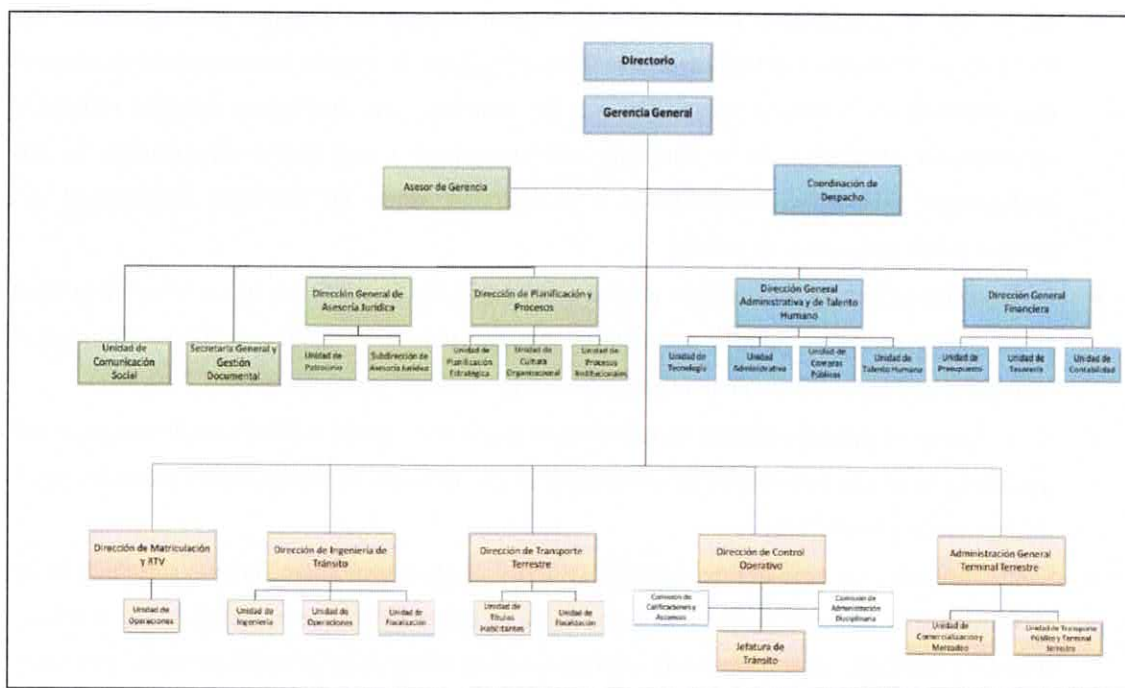 Directorio
Gerencia General
Asesor de Gerencia
Coordinación de
Despacho
Dirección General de
Asesoría Jurídica
Dirección de Planificación y
Procesos
Dirección General
Administrativa y de Talento
Humano
Dirección General
Financiera
Unidad de
Comunicación
Social
Secretaría General y
Gestión
Documental
Unidad de
Patrocinio
Subdirección de
Asesoría Jurídica
Unidad de
Planificación
Estratégica
Unidad de
Cultura
Organizacional
Unidad de
Procesos
Institucionales
Unidad de
Tecnología
Unidad
Administrativa
Unidad de
Compras
Públicas
Unidad de
Talento Humano
Unidad de
Presupuesto
Unidad de
Tesorería
Unidad de
Contabilidad
Dirección de Matriculación
y RTV
Dirección de Ingeniería de
Tránsito
Dirección de Transporte
Terrestre
Dirección de Control
Operativo
Administración General
Terminal Terrestre
Unidad de
Operaciones
Unidad de
Ingeniería
Unidad de
Operaciones
Unidad de
Fiscalización
Unidad de
Títulos
Habilitantes
Unidad de
Fiscalización
Comisión de
Calificaciones y
Ascensos
Comisión de
Administración
Disciplinaria
Jefatura de
Tránsito
Unidad de
Comercialización y
Mercadeo
Unidad de Transporte
Público y Terminal
Terrestre